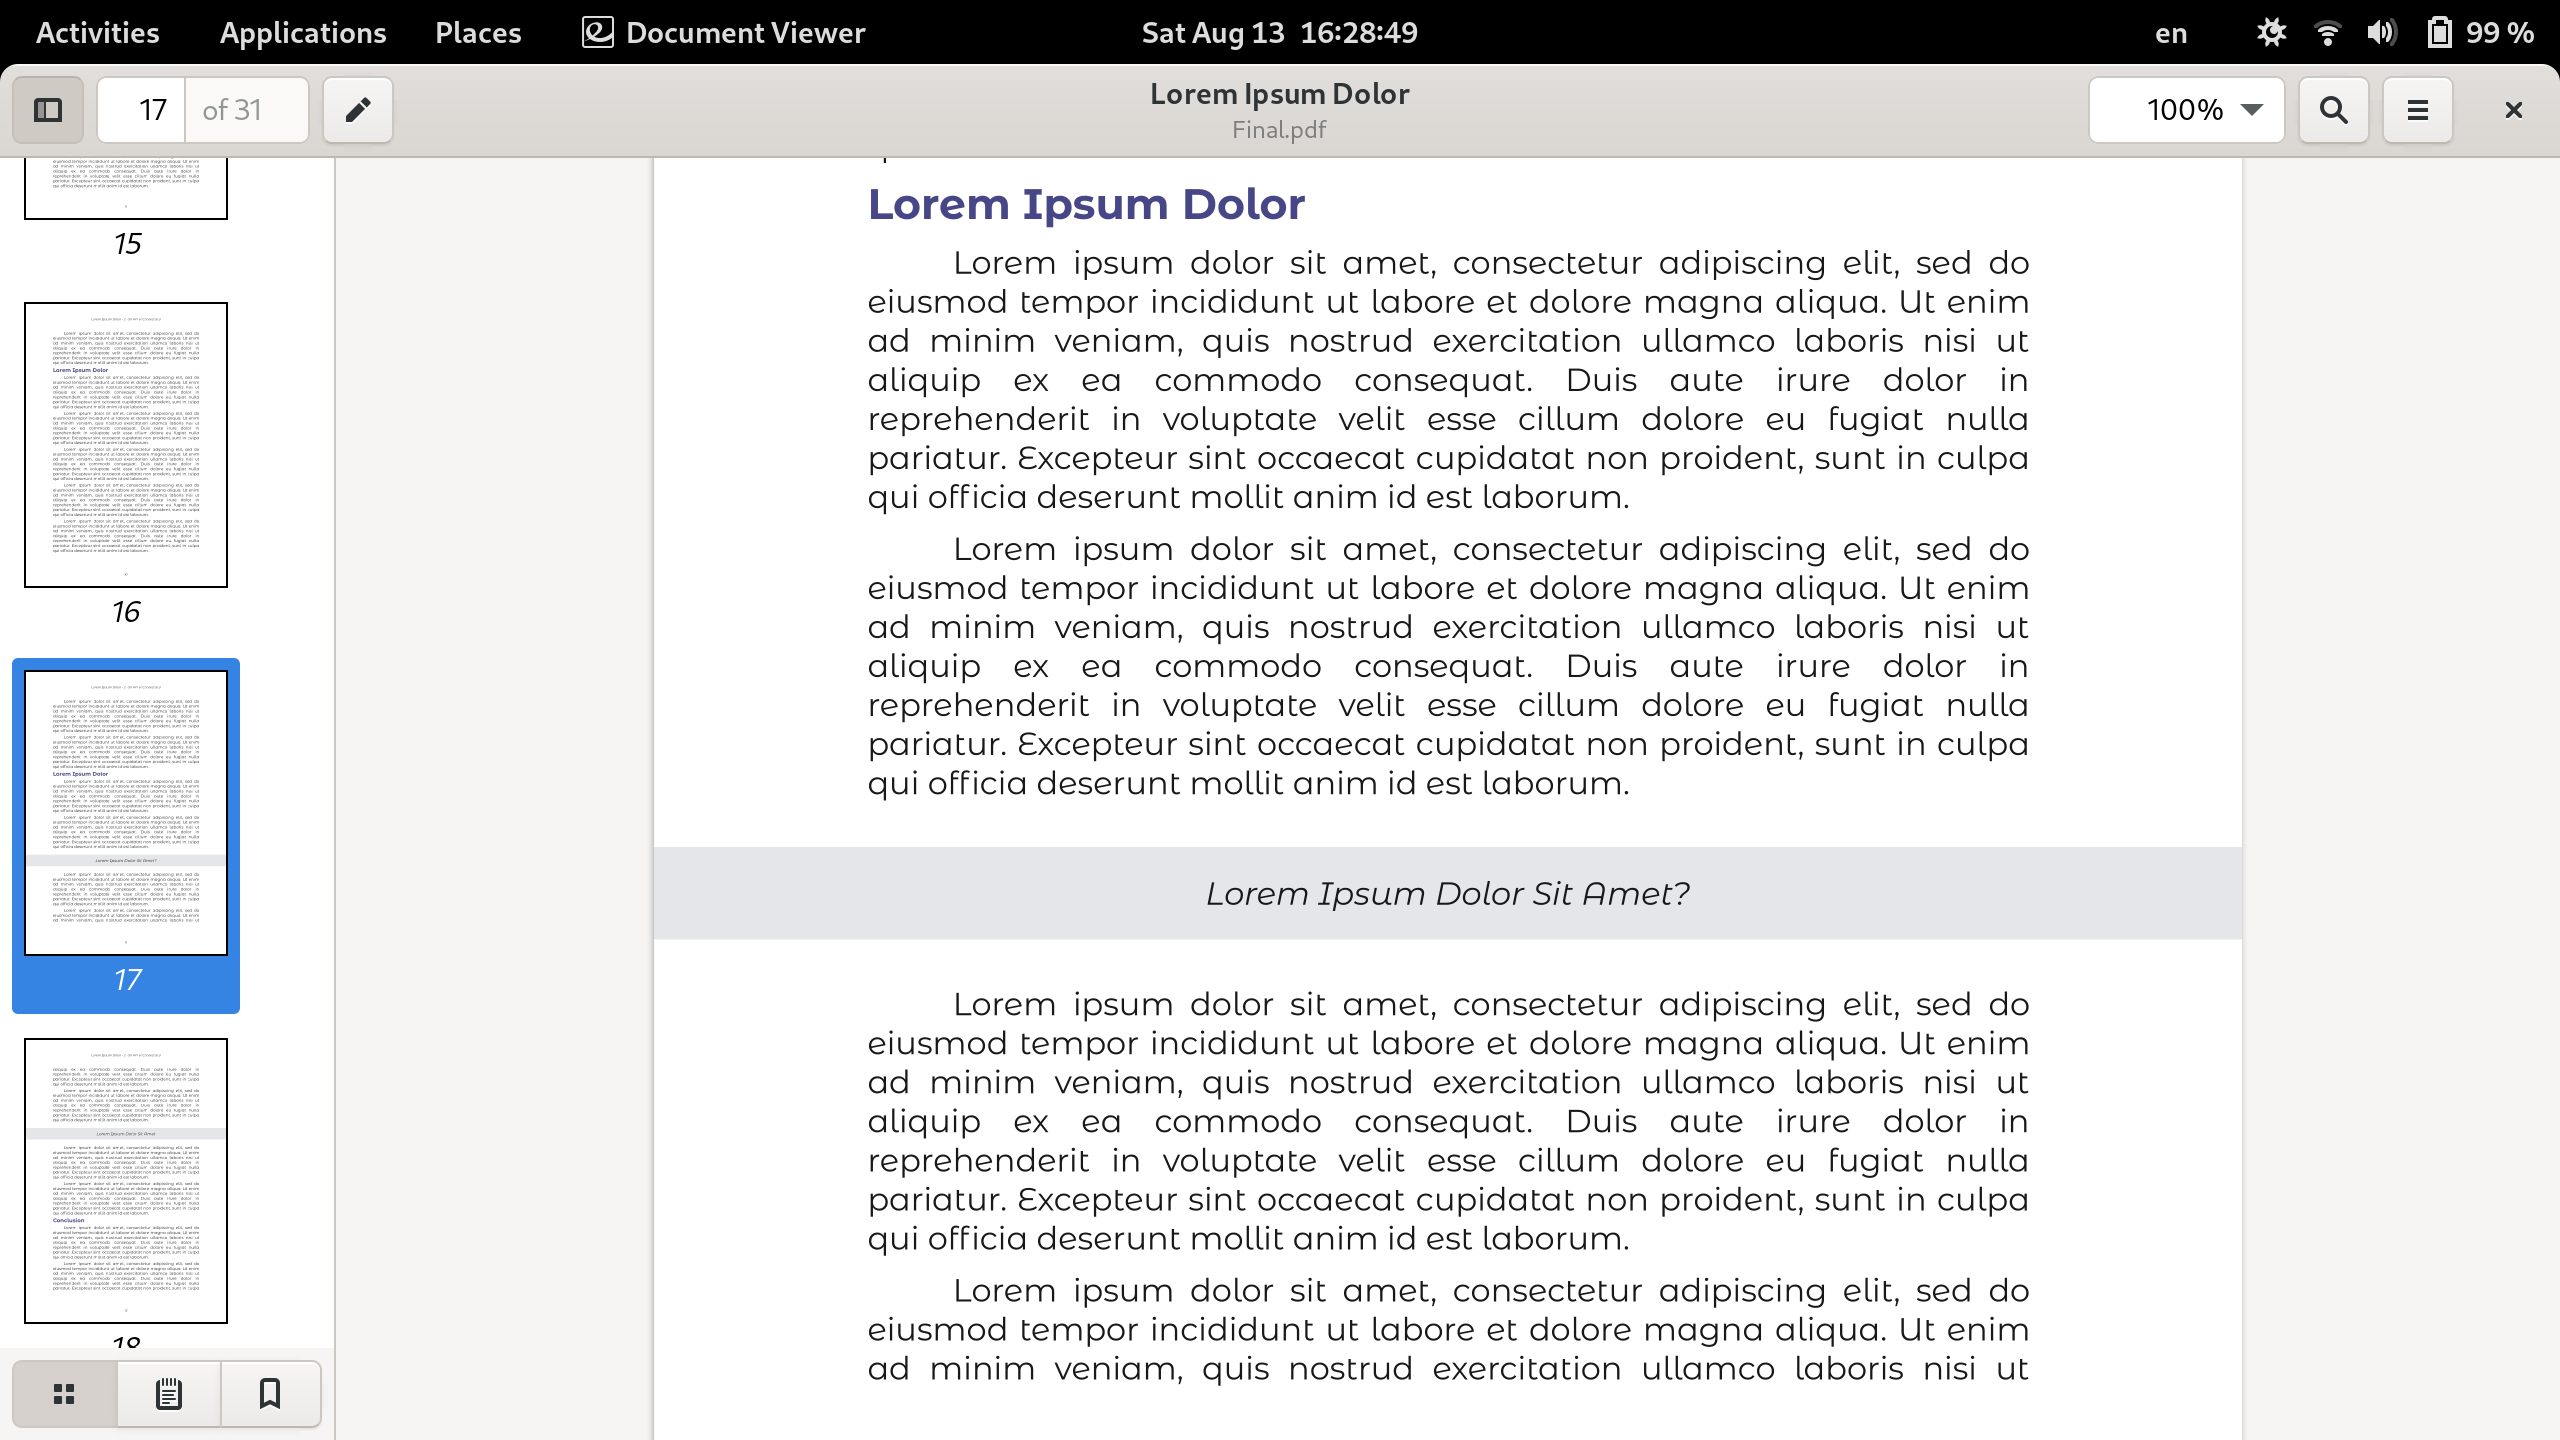 Activities Applications Places Document Viewer Sat Aug 13 16:28:49 en 99 %
17 of 31 Lorem Ipsum Dolor 100%
Final.pdf
15
16
17
18
Lorem Ipsum Dolor
Lorem ipsum dolor sit amet, consectetur adipiscing elit, sed do
eiusmod tempor incididunt ut labore et dolore magna aliqua. Ut enim
ad minim veniam, quis nostrud exercitation ullamco laboris nisi ut
aliquip ex ea commodo consequat. Duis aute irure dolor in
reprehenderit in voluptate velit esse cillum dolore eu fugiat nulla
pariatur. Excepteur sint occaecat cupidatat non proident, sunt in culpa
qui officia deserunt mollit anim id est laborum.
Lorem ipsum dolor sit amet, consectetur adipiscing elit, sed do
eiusmod tempor incididunt ut labore et dolore magna aliqua. Ut enim
ad minim veniam, quis nostrud exercitation ullamco laboris nisi ut
aliquip ex ea commodo consequat. Duis aute irure dolor in
reprehenderit in voluptate velit esse cillum dolore eu fugiat nulla
pariatur. Excepteur sint occaecat cupidatat non proident, sunt in culpa
qui officia deserunt mollit anim id est laborum.
Lorem Ipsum Dolor Sit Amet?
Lorem ipsum dolor sit amet, consectetur adipiscing elit, sed do
eiusmod tempor incididunt ut labore et dolore magna aliqua. Ut enim
ad minim veniam, quis nostrud exercitation ullamco laboris nisi ut
aliquip ex ea commodo consequat. Duis aute irure dolor in
reprehenderit in voluptate velit esse cillum dolore eu fugiat nulla
pariatur. Excepteur sint occaecat cupidatat non proident, sunt in culpa
qui officia deserunt mollit anim id est laborum.
Lorem ipsum dolor sit amet, consectetur adipiscing elit, sed do
eiusmod tempor incididunt ut labore et dolore magna aliqua. Ut enim
ad minim veniam, quis nostrud exercitation ullamco laboris nisi ut